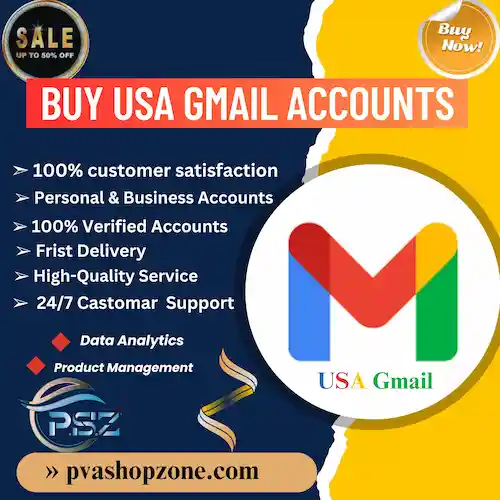 SALE
UP TO 50% OFF
Buy
Now!
BUY USA GMAIL ACCOUNTS
➢ 100% customer satisfaction
➢ Personal & Business Accounts
➢ 100% Verified Accounts
➢ Frist Delivery
➢ High-Quality Service
➢ 24/7 Castomar Support
Data Analytics
Product Management
USA Gmail
PSZ
» pvashopzone.com